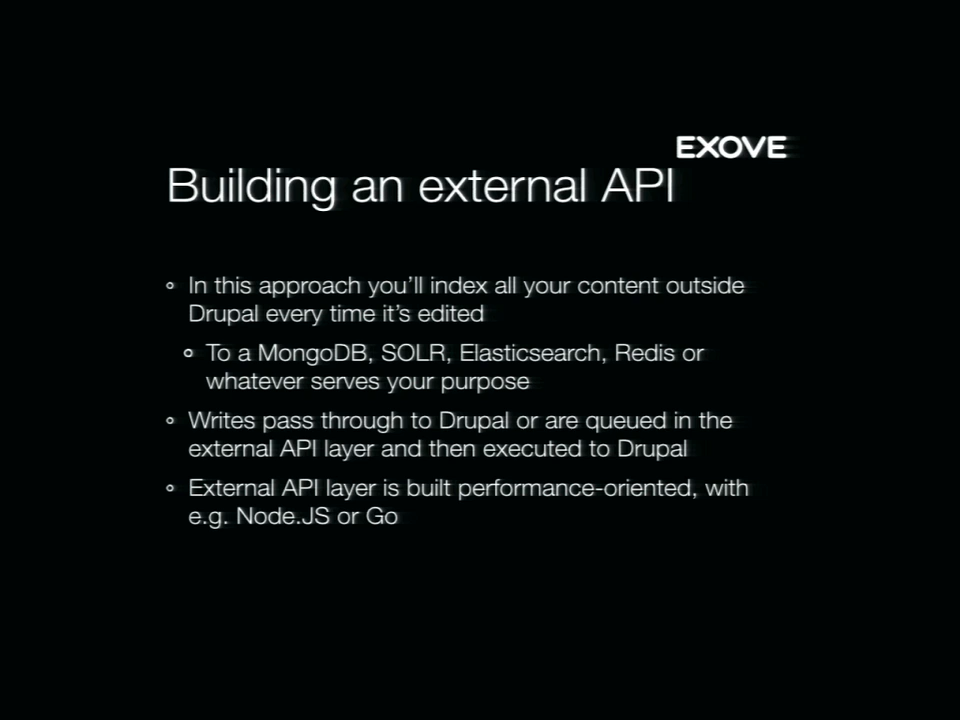 EXOVE
Building an external API
In this approach you’ll index all your content outside
Drupal every time it’s edited
To a MongoDB, SOLR, Elasticsearch, Redis or
whatever serves your purpose
Writes pass through to Drupal or are queued in the
external API layer and then executed to Drupal
External API layer is built performance-oriented, with
e.g. Node.JS or Go